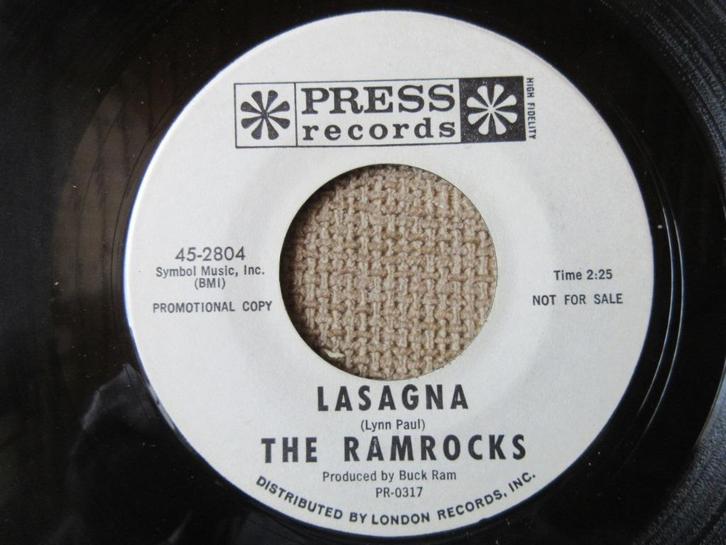 PRESS
records
HIGH FIDELITY
45-2804
Symbol Music, Inc.
(BMI)
PROMOTIONAL COPY
Time 2:25
NOT FOR SALE
LASAGNA
(Lynn Paul)
THE RAMROCKS
Produced by Buck Ram
PR-0317
DISTRIBUTED BY LONDON RECORDS, INC.